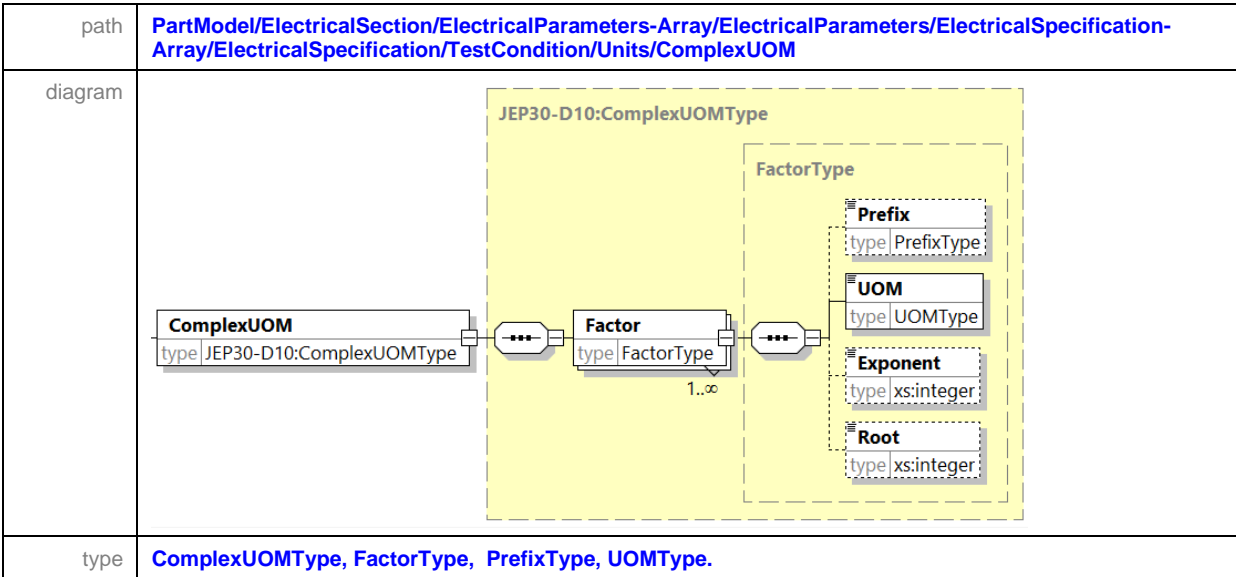 path
PartModel/ElectricalSection/ElectricalParameters-Array/ElectricalParameters/ElectricalSpecification-
Array/ElectricalSpecification/TestCondition/Units/ComplexUOM
diagram
JEP30-D10:ComplexUOMType
FactorType
Prefix
type PrefixType
UOM
type UOMType
ComplexUOM
type JEP30-D10:ComplexUOMType
Factor
type FactorType
1..∞
Exponent
type xs:integer
Root
type xs:integer
type
ComplexUOMType, FactorType, PrefixType, UOMType.